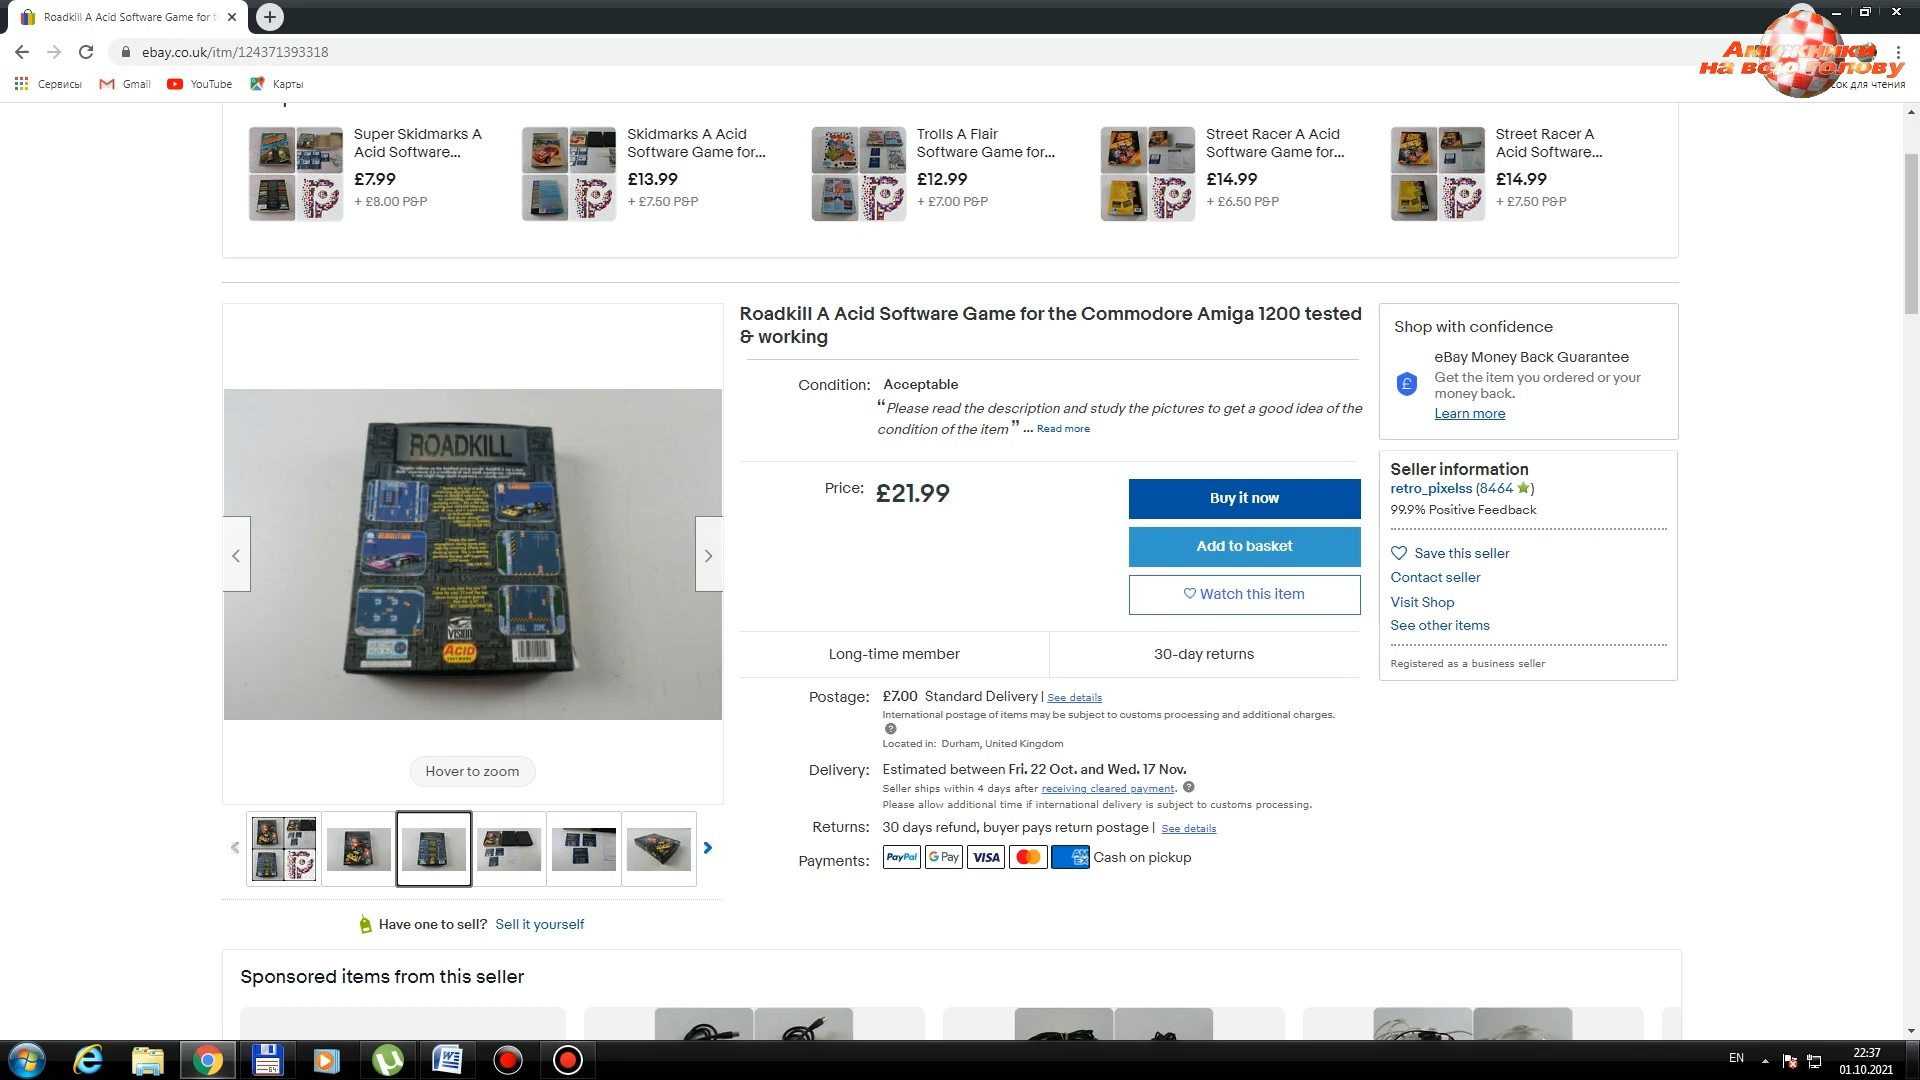 Roadkill A Acid Software Game for t
ebay.co.uk/itm/124371393318
Амижники
на всю голову
Сервисы
Gmail
YouTube
Карты
сок для чтения
Super Skidmarks A
Acid Software...
£7.99
+ £8.00 P&P
Skidmarks A Acid
Software Game for...
£13.99
+ £7.50 P&P
Trolls A Flair
Software Game for...
£12.99
+ £7.00 P&P
Street Racer A Acid
Software Game for...
£14.99
+ £6.50 P&P
Street Racer A
Acid Software...
£14.99
+ £7.50 P&P
ROADKILL
VISION
ACID
Hover to zoom
Have one to sell? Sell it yourself
Roadkill A Acid Software Game for the Commodore Amiga 1200 tested
& working
Condition: Acceptable
“Please read the description and study the pictures to get a good idea of the
condition of the item” ... Read more
Price: £21.99
Buy it now
Add to basket
Watch this item
Long-time member
30-day returns
Postage: £7.00 Standard Delivery | See details
International postage of items may be subject to customs processing and additional charges.
?
Located in: Durham, United Kingdom
Delivery: Estimated between Fri. 22 Oct. and Wed. 17 Nov.
Seller ships within 4 days after receiving cleared payment. ?
Please allow additional time if international delivery is subject to customs processing.
Returns: 30 days refund, buyer pays return postage | See details
Payments: PayPal G Pay VISA AMEX Cash on pickup
Shop with confidence
eBay Money Back Guarantee
£
Get the item you ordered or your
money back.
Learn more
Seller information
retro_pixelss (8464)
99.9% Positive Feedback
Save this seller
Contact seller
Visit Shop
See other items
Registered as a business seller
Sponsored items from this seller
EN
22:37
01.10.2021